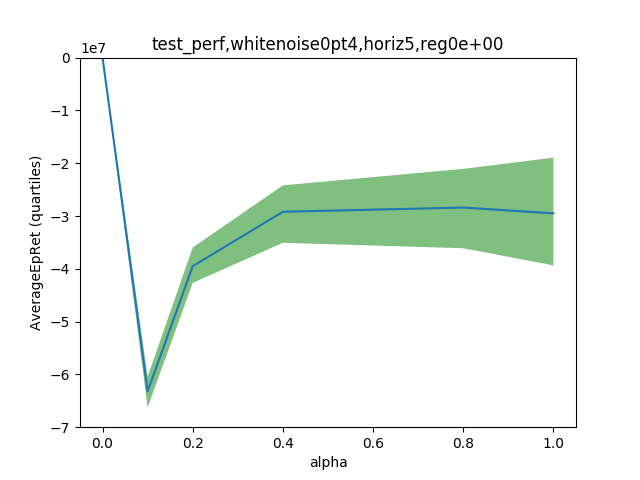 test_perf,whitenoise0pt4,horiz5,reg0e+00
1e7
0
−1
−2
−3
−4
−5
−6
−7
AverageEpRet (quartiles)
0.0 0.2 0.4 0.6 0.8 1.0
alpha